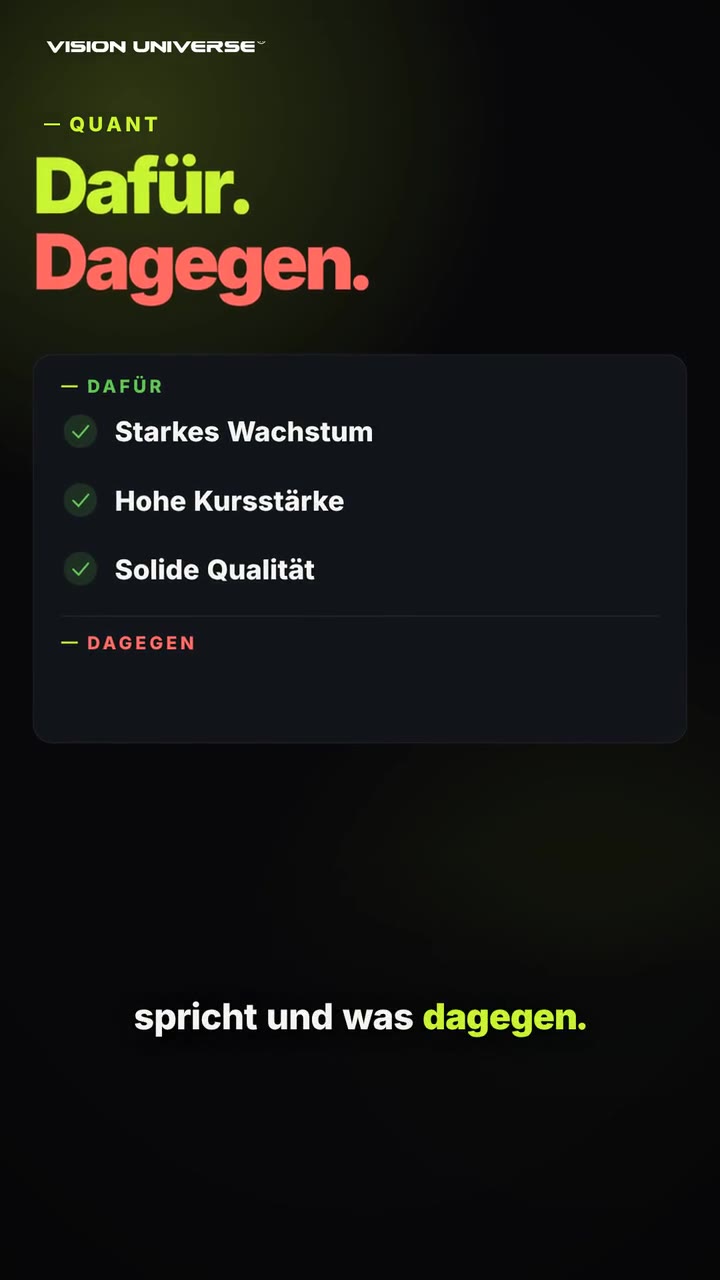 VISION UNIVERSE
— QUANT
Dafür.
Dagegen.
— DAFÜR
Starkes Wachstum
Hohe Kursstärke
Solide Qualität
— DAGEGEN
spricht und was dagegen.